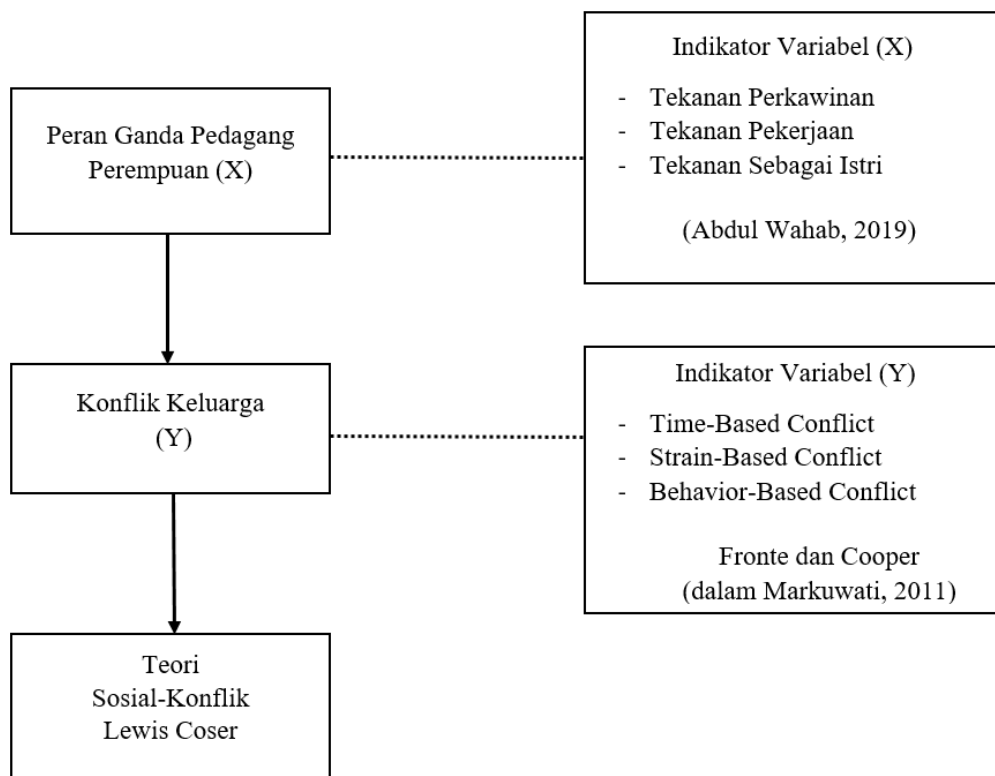 Peran Ganda Pedagang
Perempuan (X)
Indikator Variabel (X)
- Tekanan Perkawinan
- Tekanan Pekerjaan
- Tekanan Sebagai Istri
(Abdul Wahab, 2019)
Konflik Keluarga
(Y)
Indikator Variabel (Y)
- Time-Based Conflict
- Strain-Based Conflict
- Behavior-Based Conflict
Fronte dan Cooper
(dalam Markuwati, 2011)
Teori
Sosial-Konflik
Lewis Coser